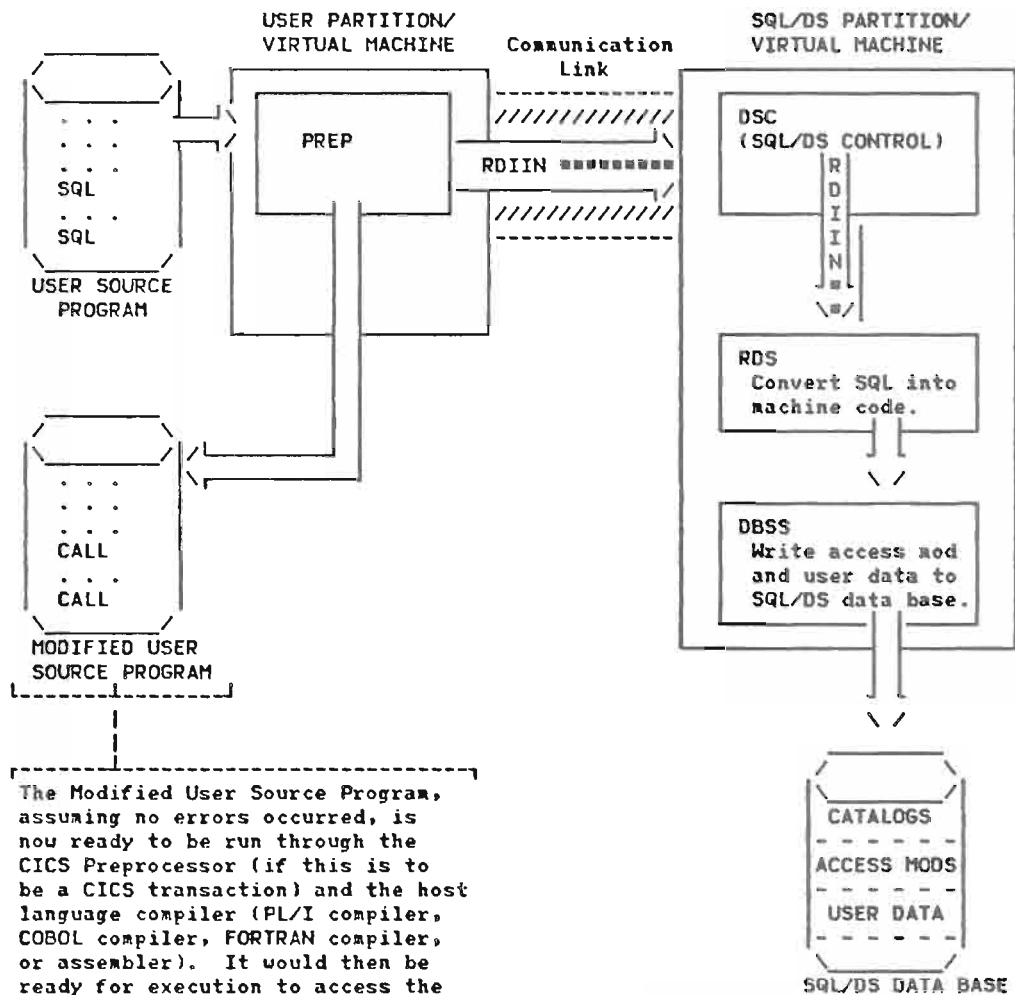 USER PARTITION/
VIRTUAL MACHINE
Communication
Link
SQL/DS PARTITION/
VIRTUAL MACHINE
. . .
. . .
SQL
. . .
SQL
USER SOURCE
PROGRAM
PREP
RDIIN
DSC
(SQL/DS CONTROL)
R
D
I
I
N
RDS
Convert SQL into
machine code.
DBSS
Write access mod
and user data to
SQL/DS data base.
. . .
. . .
CALL
. . .
CALL
MODIFIED USER
SOURCE PROGRAM
The Modified User Source Program,
assuming no errors occurred, is
now ready to be run through the
CICS Preprocessor (if this is to
be a CICS transaction) and the host
language compiler (PL/I compiler,
COBOL compiler, FORTRAN compiler,
or assembler). It would then be
ready for execution to access the
CATALOGS
ACCESS MODS
USER DATA
SQL/DS DATA BASE